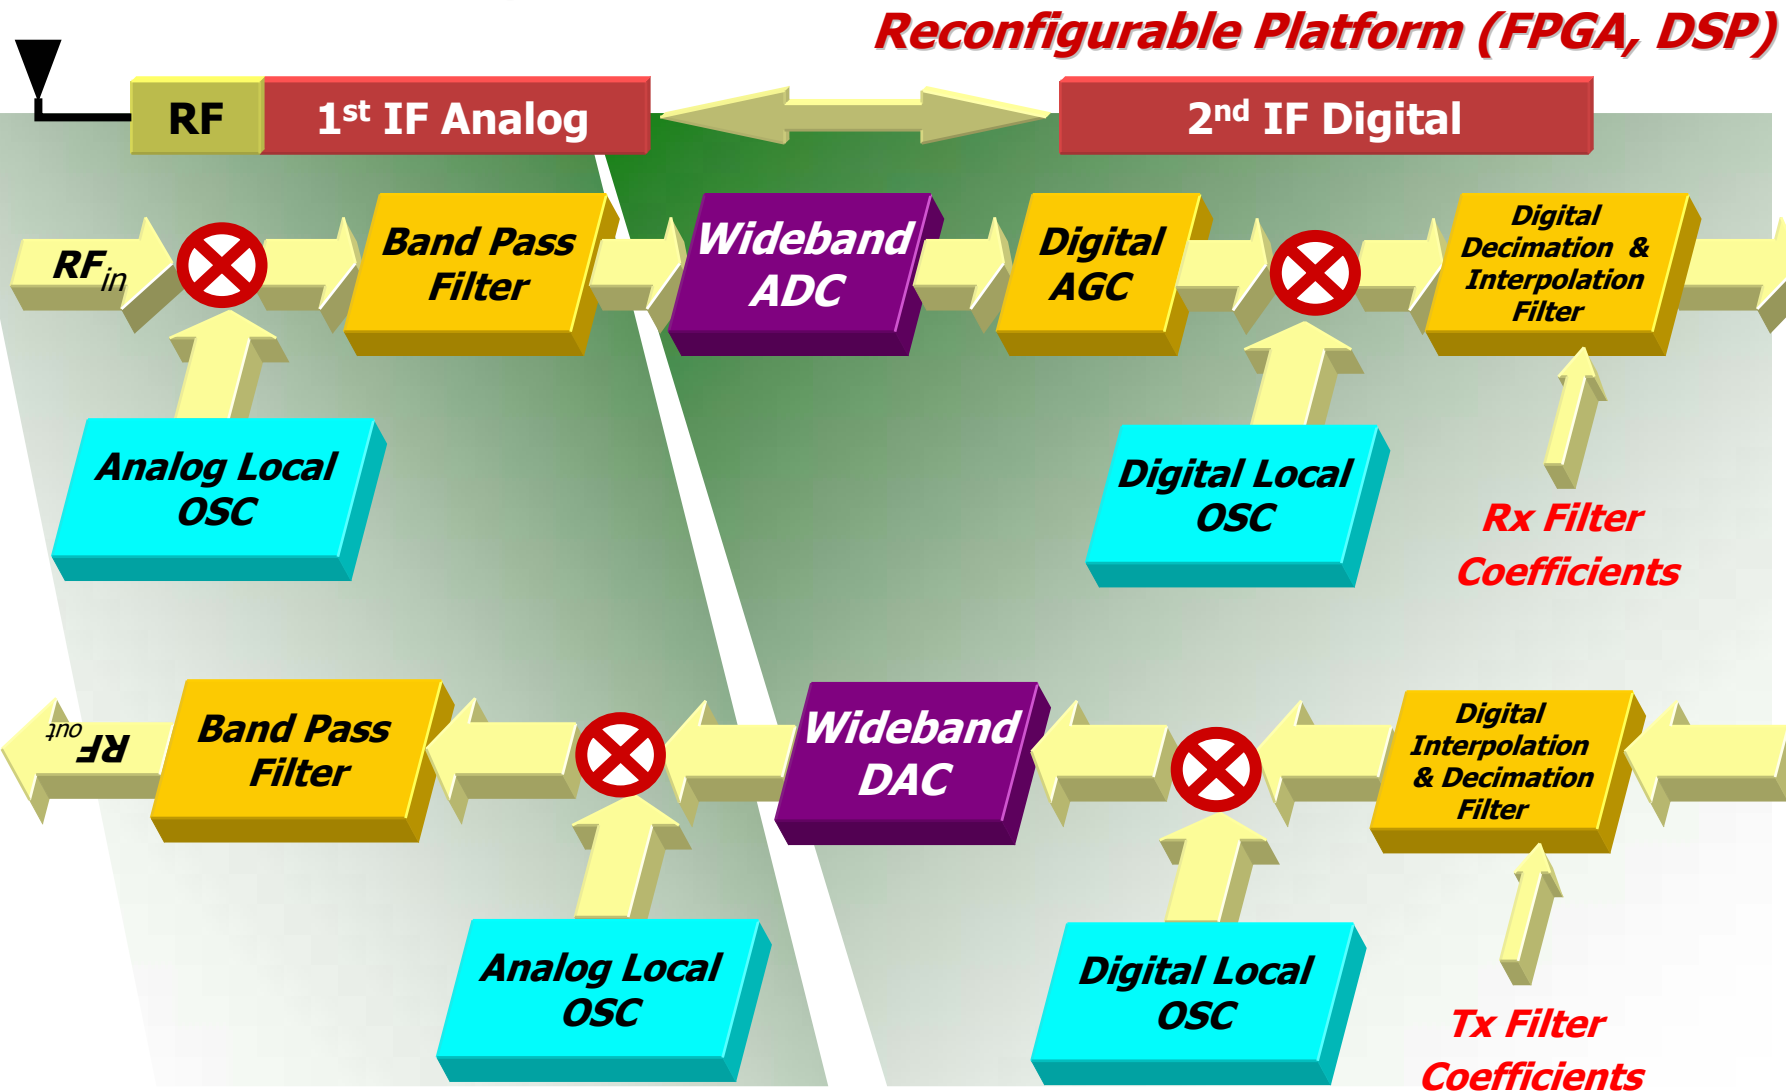 Reconfigurable Platform (FPGA, DSP)
RF
1st IF Analog
2nd IF Digital
RFin
Band Pass
Filter
Wideband
ADC
Digital
AGC
Digital
Decimation &
Interpolation
Filter
Analog Local
OSC
Digital Local
OSC
Rx Filter
Coefficients
RFout
Band Pass
Filter
Wideband
DAC
Digital
Interpolation
& Decimation
Filter
Analog Local
OSC
Digital Local
OSC
Tx Filter
Coefficients